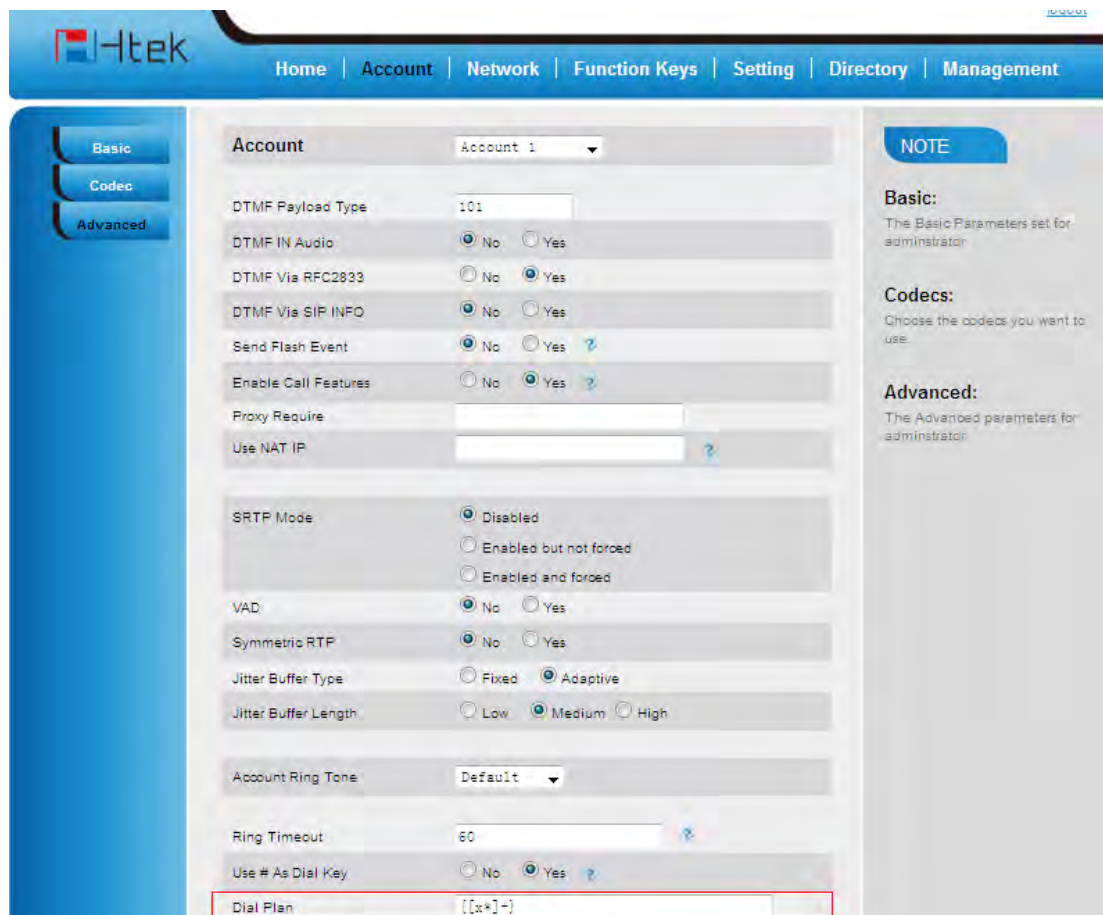 logout
Htek
Home | Account | Network | Function Keys | Setting | Directory | Management
Basic
Codec
Advanced
Account Account 1
DTMF Payload Type 101
DTMF IN Audio No Yes
DTMF Via RFC2833 No Yes
DTMF Via SIP INFO No Yes
Send Flash Event No Yes ?
Enable Call Features No Yes ?
Proxy Require
Use NAT IP ?
SRTP Mode Disabled
Enabled but not forced
Enabled and forced
VAD No Yes
Symmetric RTP No Yes
Jitter Buffer Type Fixed Adaptive
Jitter Buffer Length Low Medium High
Account Ring Tone Default
Ring Timeout 60 ?
Use # As Dial Key No Yes ?
Dial Plan {[x*]+}
NOTE
Basic:
The Basic Parameters set for
adminstrator
Codecs:
Choose the codecs you want to
use.
Advanced:
The Advanced parameters for
adminstrator